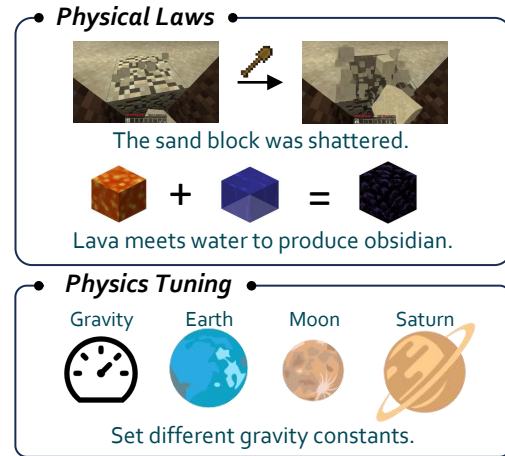 Physical Laws
The sand block was shattered.
+ =
Lava meets water to produce obsidian.
Physics Tuning
Gravity Earth Moon Saturn
Set different gravity constants.